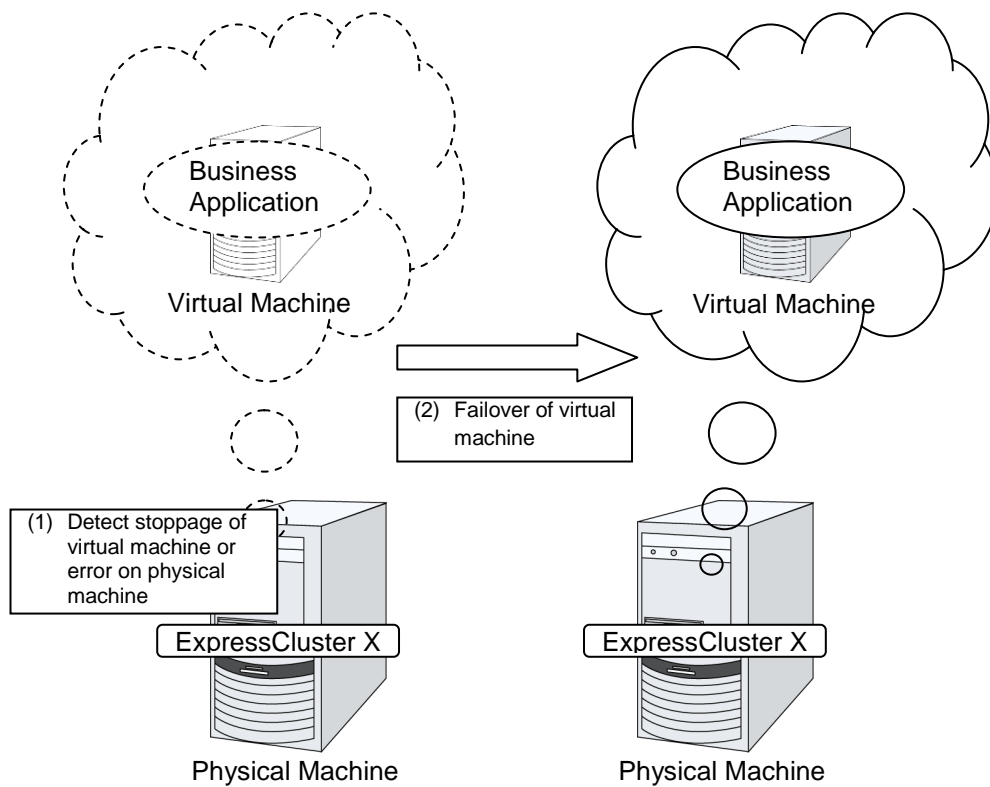 Business
Application
Virtual Machine
Business
Application
Virtual Machine
(2) Failover of virtual
machine
(1) Detect stoppage of
virtual machine or
error on physical
machine
ExpressCluster X
ExpressCluster X
Physical Machine
Physical Machine